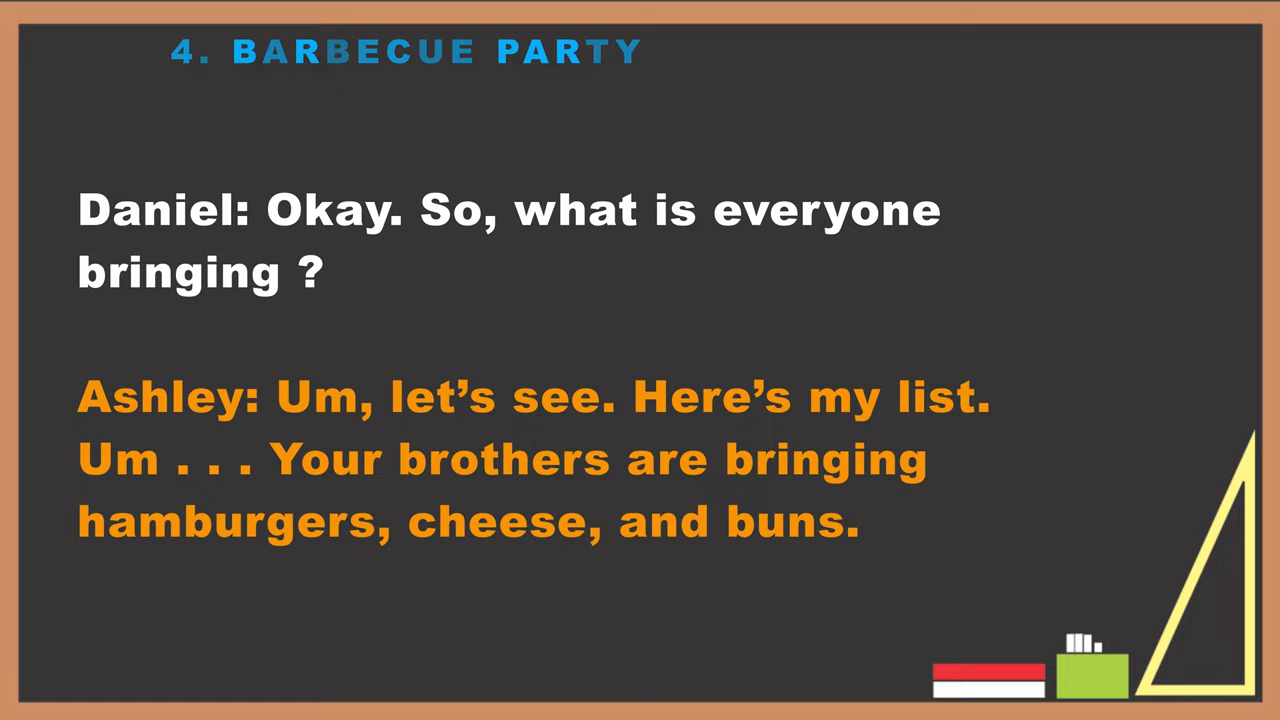 4. BARBECUE PARTY
Daniel: Okay. So, what is everyone
bringing ?
Ashley: Um, let’s see. Here’s my list.
Um . . . Your brothers are bringing
hamburgers, cheese, and buns.